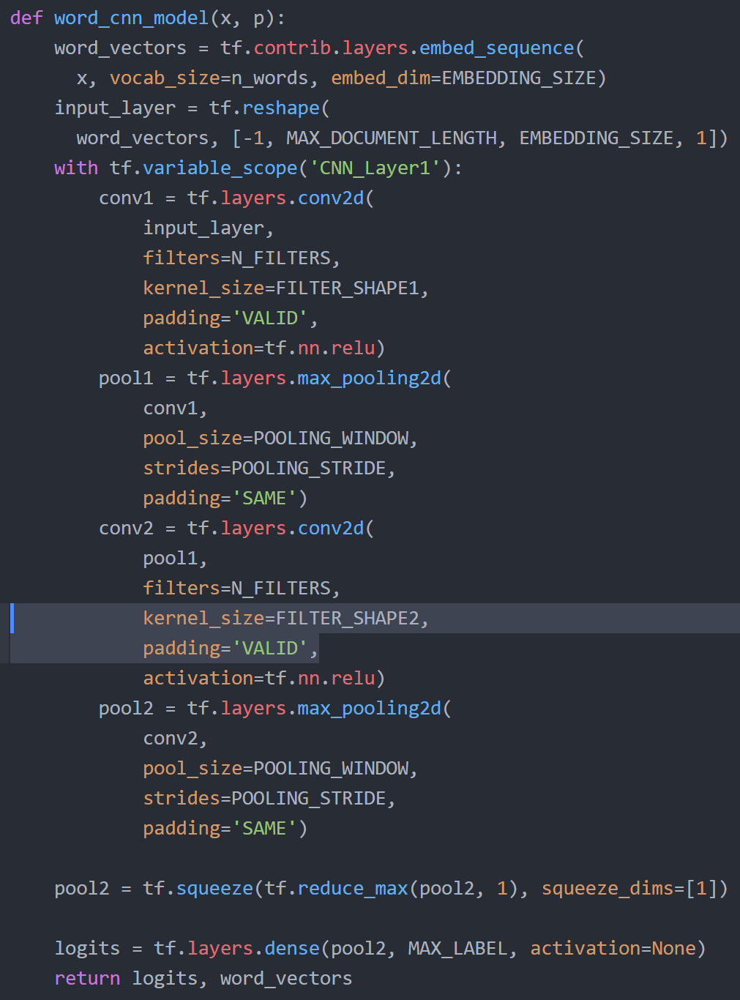 def word_cnn_model(x, p):
    word_vectors = tf.contrib.layers.embed_sequence(
      x, vocab_size=n_words, embed_dim=EMBEDDING_SIZE)
    input_layer = tf.reshape(
      word_vectors, [-1, MAX_DOCUMENT_LENGTH, EMBEDDING_SIZE, 1])
    with tf.variable_scope('CNN_Layer1'):
        conv1 = tf.layers.conv2d(
            input_layer,
            filters=N_FILTERS,
            kernel_size=FILTER_SHAPE1,
            padding='VALID',
            activation=tf.nn.relu)
        pool1 = tf.layers.max_pooling2d(
            conv1,
            pool_size=POOLING_WINDOW,
            strides=POOLING_STRIDE,
            padding='SAME')
        conv2 = tf.layers.conv2d(
            pool1,
            filters=N_FILTERS,
            kernel_size=FILTER_SHAPE2,
            padding='VALID',
            activation=tf.nn.relu)
        pool2 = tf.layers.max_pooling2d(
            conv2,
            pool_size=POOLING_WINDOW,
            strides=POOLING_STRIDE,
            padding='SAME')

    pool2 = tf.squeeze(tf.reduce_max(pool2, 1), squeeze_dims=[1])

    logits = tf.layers.dense(pool2, MAX_LABEL, activation=None)
    return logits, word_vectors